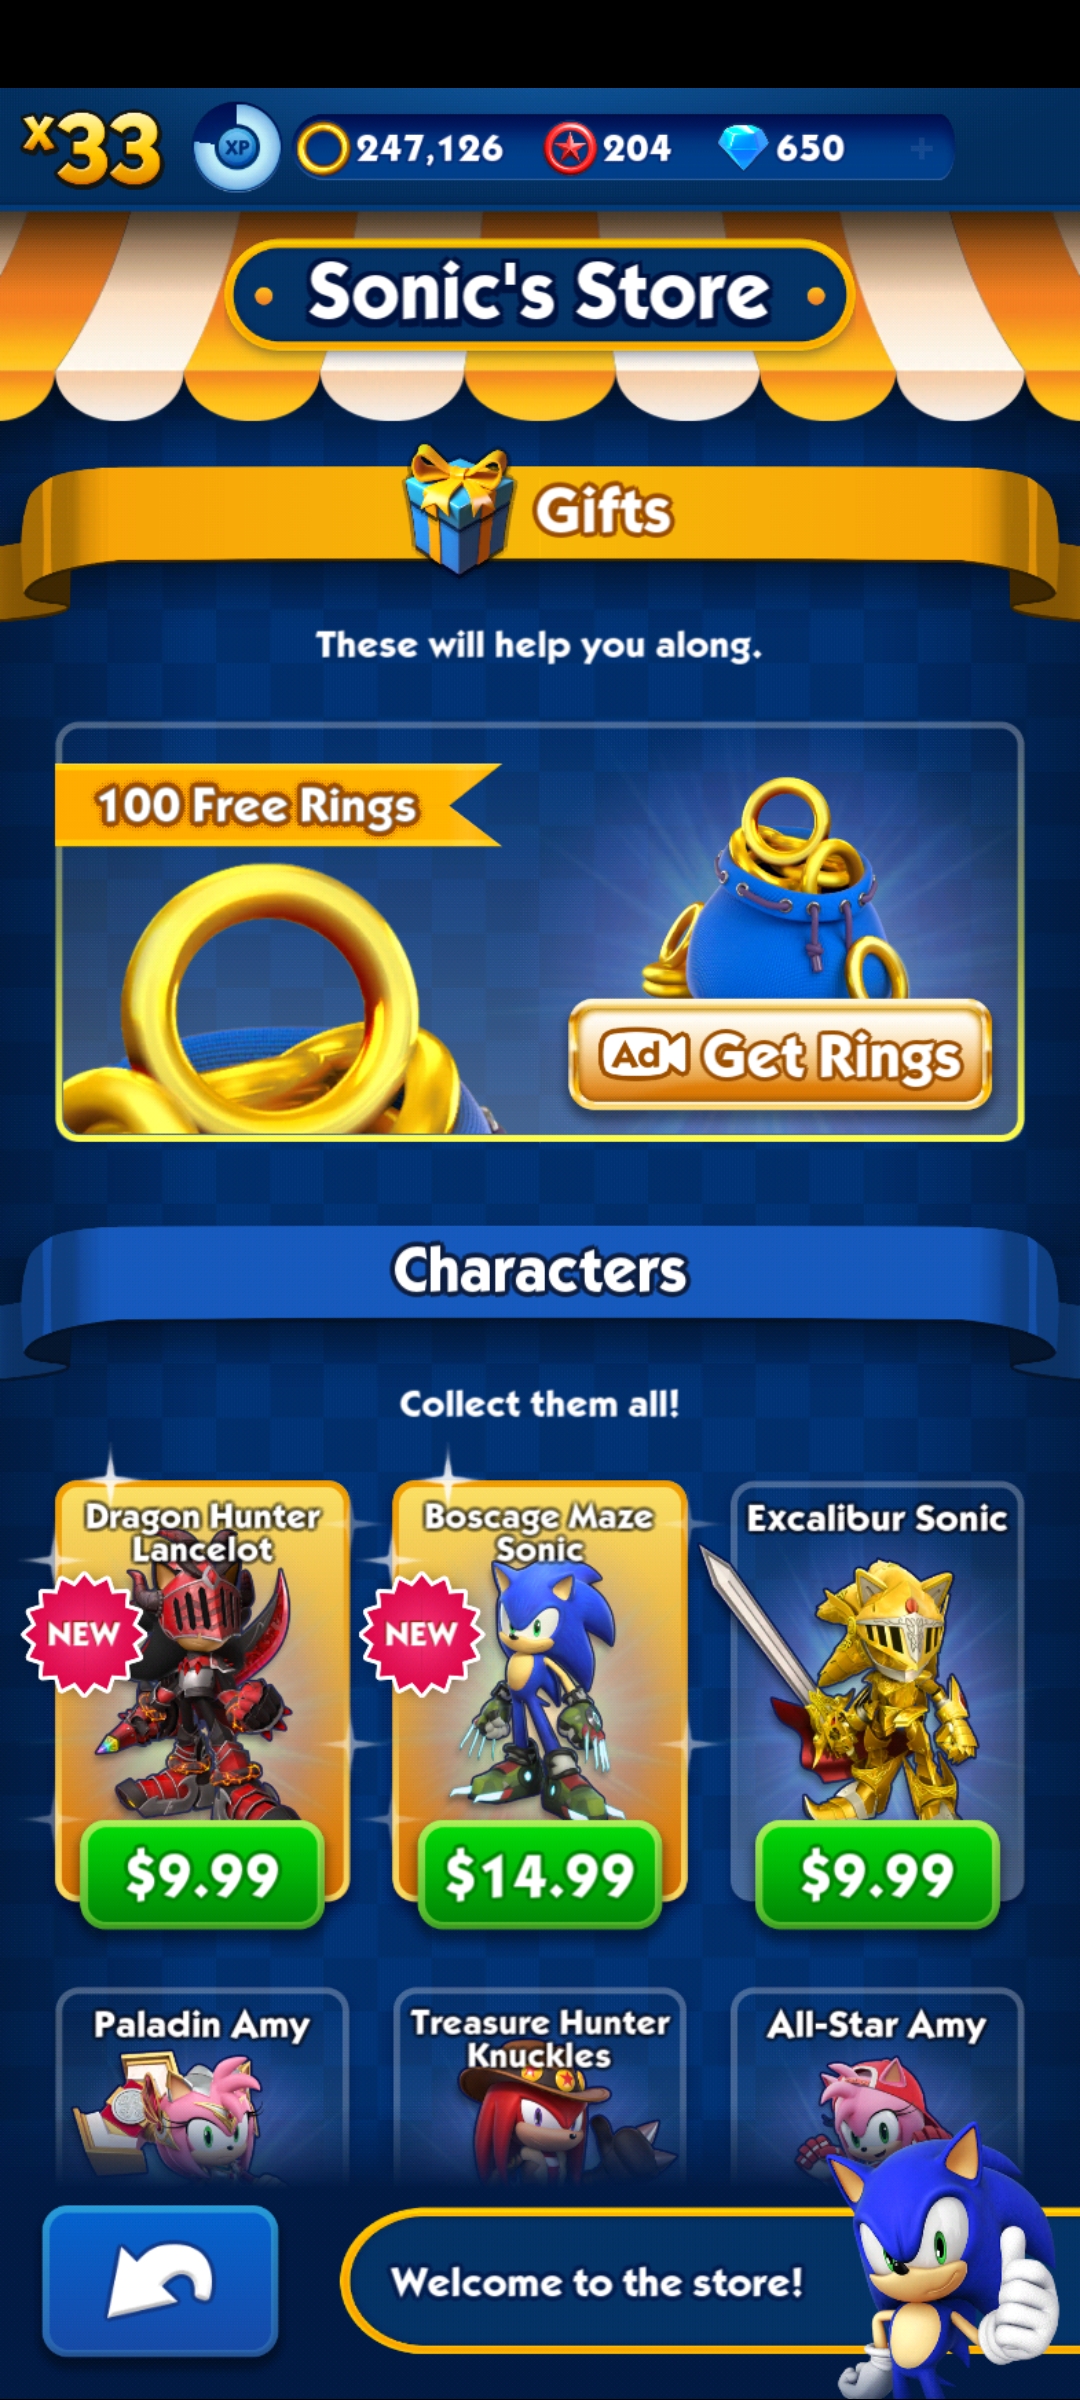 x33
XP
247,126
204
650
Sonic's Store
Gifts
These will help you along.
100 Free Rings
Ad Get Rings
Characters
Collect them all!
Dragon Hunter
Lancelot
NEW
$9.99
Boscage Maze
Sonic
NEW
$14.99
Excalibur Sonic
$9.99
Paladin Amy
Treasure Hunter
Knuckles
All-Star Amy
Welcome to the store!